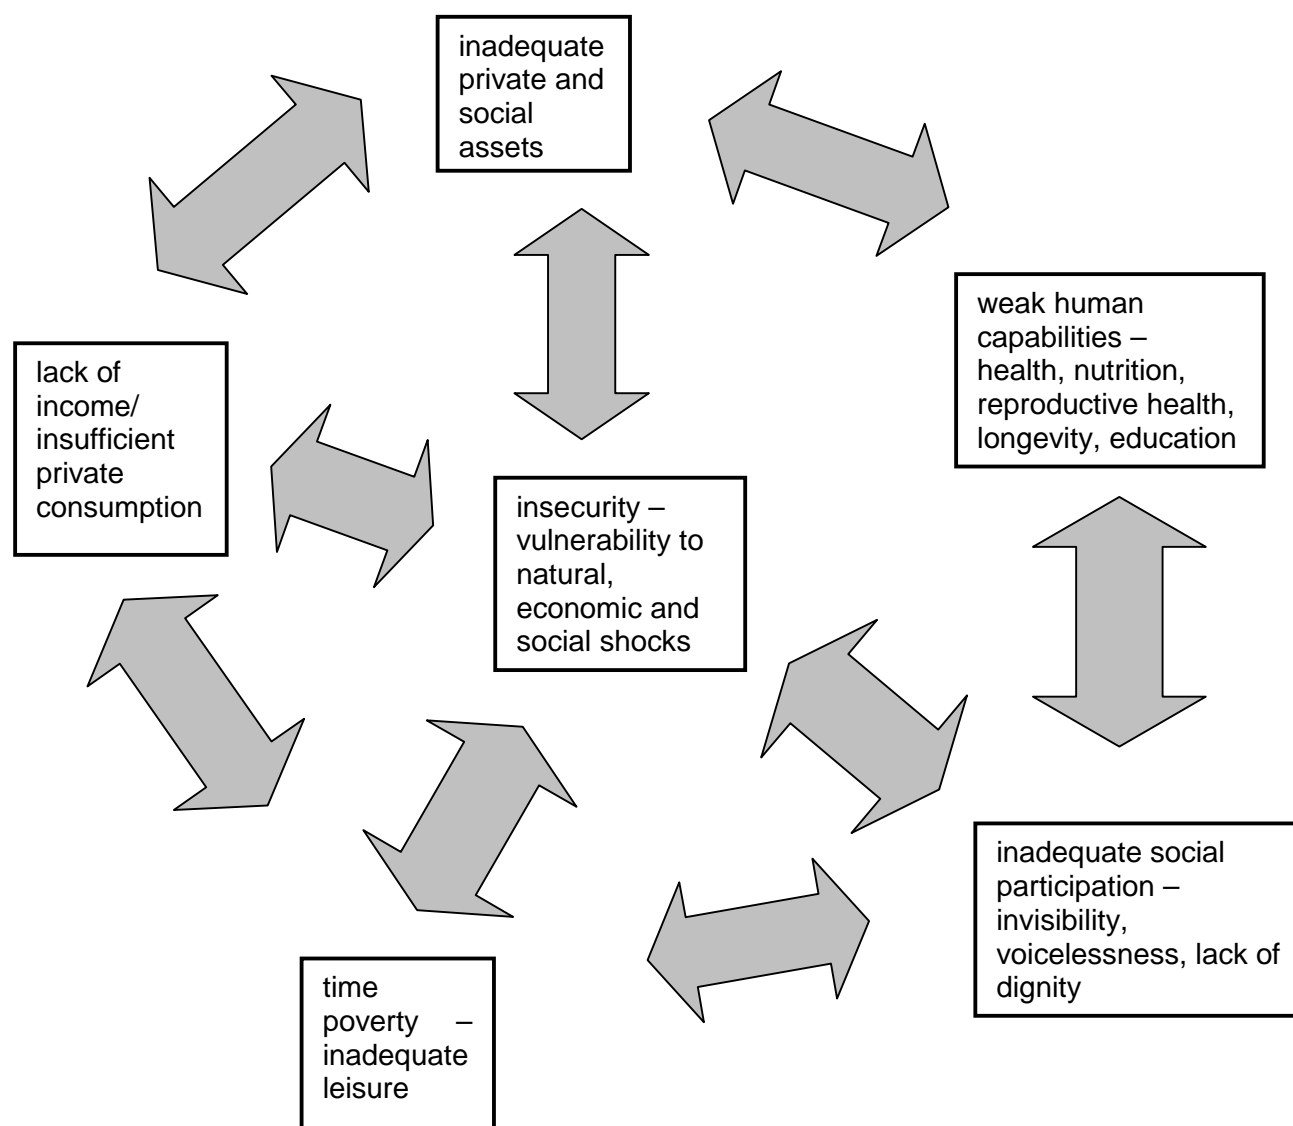 inadequate
private and
social
assets
weak human
capabilities –
health, nutrition,
reproductive health,
longevity, education
lack of
income/
insufficient
private
consumption
insecurity –
vulnerability to
natural,
economic and
social shocks
inadequate social
participation –
invisibility,
voicelessness, lack of
dignity
time
poverty –
inadequate
leisure